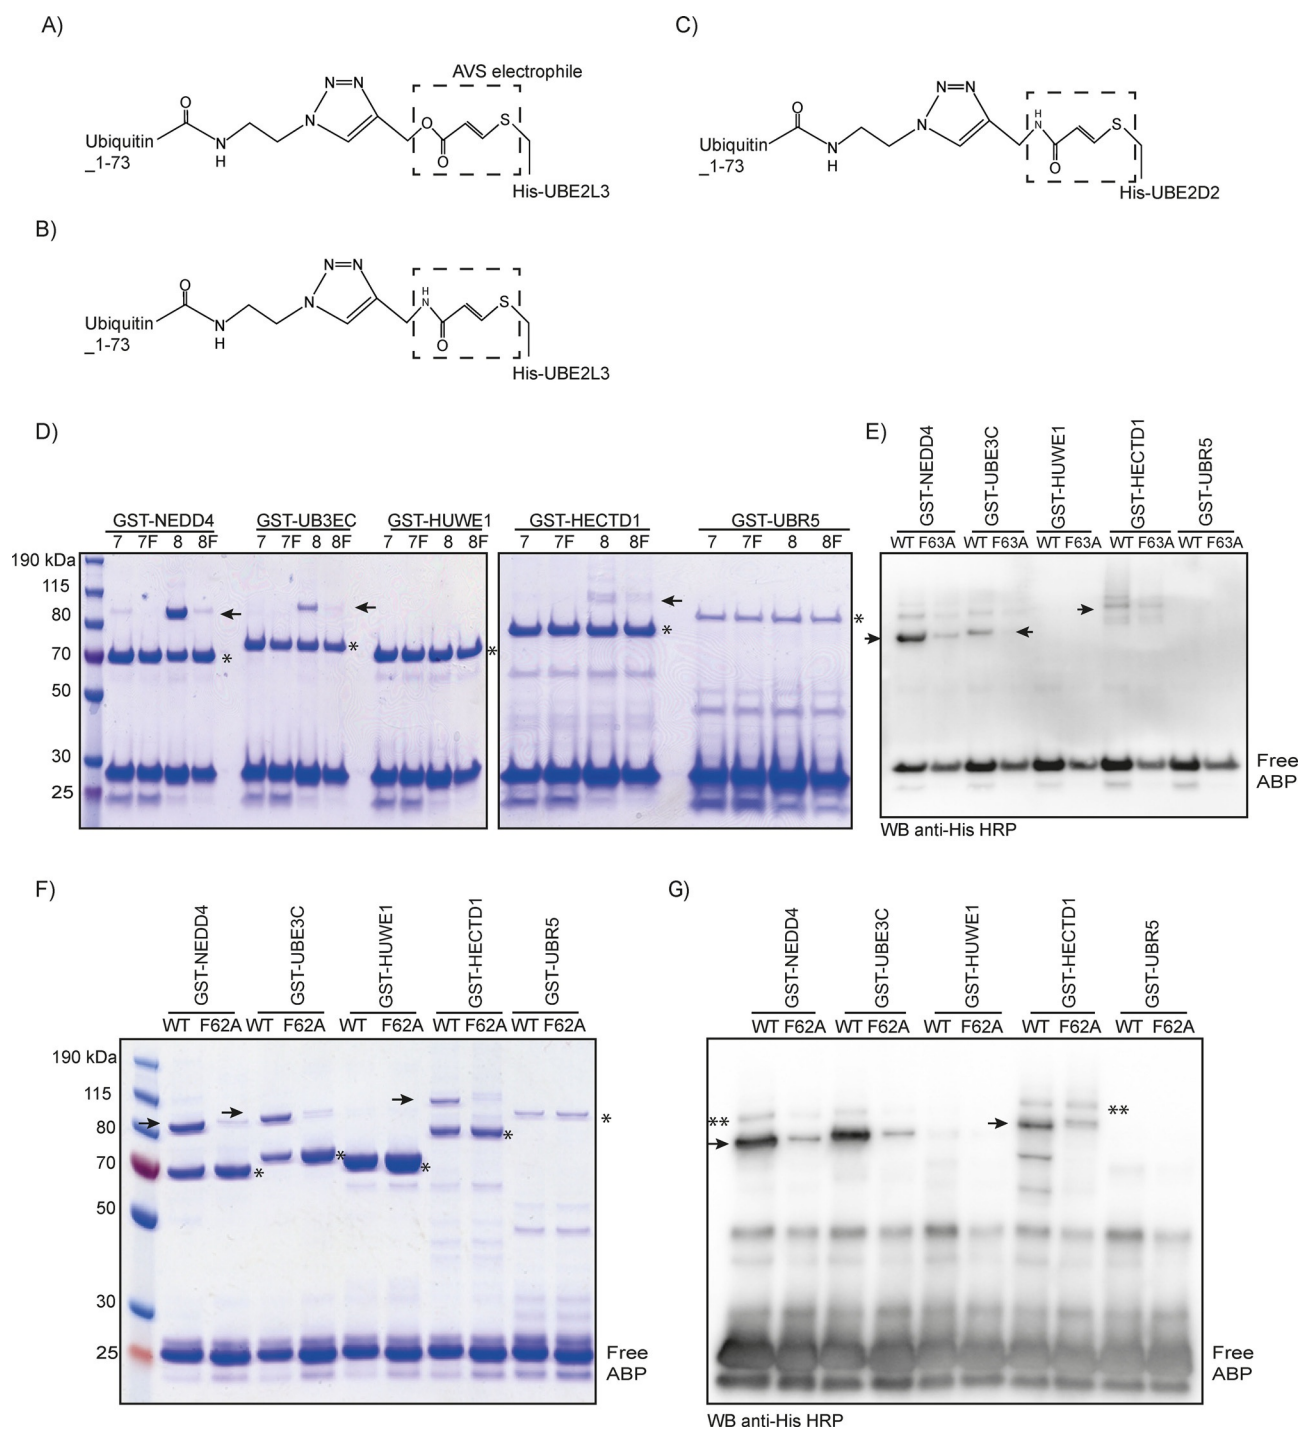 A)
AVS electrophile
N=N
O
N
O
S
Ubiquitin
_1-73
N
H
O
His-UBE2L3
B)
N=N
O
N
H
N
S
Ubiquitin
_1-73
N
H
O
His-UBE2L3
C)
N=N
O
N
H
N
S
Ubiquitin
_1-73
N
H
O
His-UBE2D2
D)
GST-NEDD4 GST-UB3EC GST-HUWE1 GST-HECTD1 GST-UBR5
7 7F 8 8F 7 7F 8 8F 7 7F 8 8F 7 7F 8 8F 7 7F 8 8F
190 kDa
115
80
70
50
30
25
* * * * *
E)
GST-NEDD4
GST-UBE3C
GST-HUWE1
GST-HECTD1
GST-UBR5
WT F63A WT F63A WT F63A WT F63A WT F63A
Free
ABP
WB anti-His HRP
F)
GST-NEDD4
GST-UBE3C
GST-HUWE1
GST-HECTD1
GST-UBR5
WT F62A WT F62A WT F62A WT F62A WT F62A
190 kDa
115
80
70
50
30
25
* * * * *
Free
ABP
G)
GST-NEDD4
GST-UBE3C
GST-HUWE1
GST-HECTD1
GST-UBR5
WT F62A WT F62A WT F62A WT F62A WT F62A
** **
Free
ABP
WB anti-His HRP